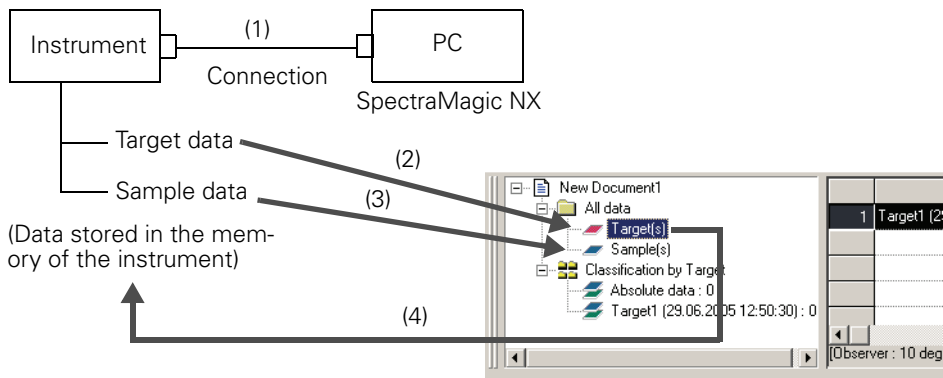 (1)
Instrument
PC
Connection
SpectraMagic NX
Target data
(2)
Sample data
(3)
(Data stored in the mem-
ory of the instrument)
(4)
New Document1
All data
Target(s)
Sample(s)
Classification by Target
Absolute data : 0
Target1 (29.06.2005 12:50:30) : 0
1 Target1 (29
[Observer : 10 deg